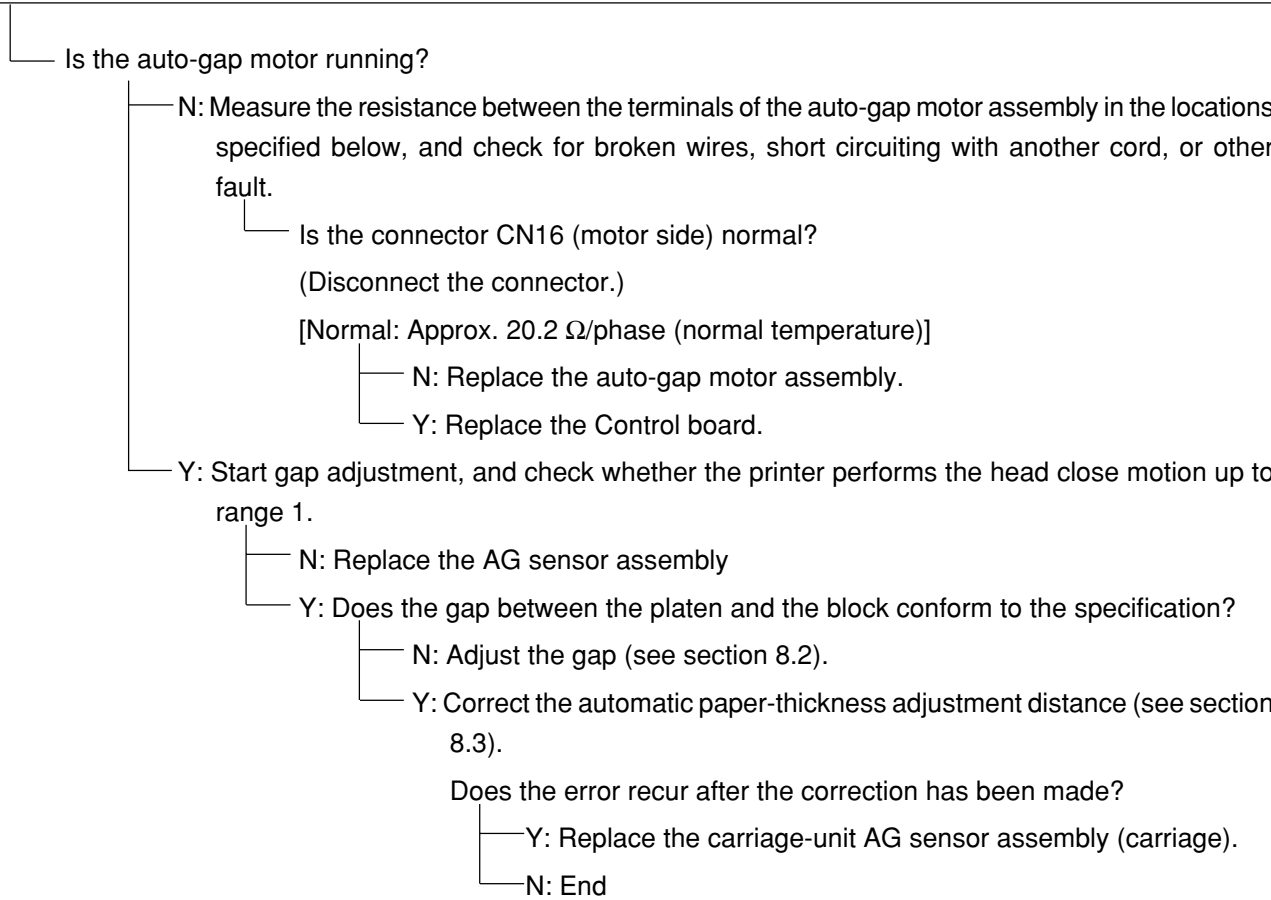 Is the auto-gap motor running?
N: Measure the resistance between the terminals of the auto-gap motor assembly in the locations
specified below, and check for broken wires, short circuiting with another cord, or other
fault.
Is the connector CN16 (motor side) normal?
(Disconnect the connector.)
[Normal: Approx. 20.2 Ω/phase (normal temperature)]
N: Replace the auto-gap motor assembly.
Y: Replace the Control board.
Y: Start gap adjustment, and check whether the printer performs the head close motion up to
range 1.
N: Replace the AG sensor assembly
Y: Does the gap between the platen and the block conform to the specification?
N: Adjust the gap (see section 8.2).
Y: Correct the automatic paper-thickness adjustment distance (see section
8.3).
Does the error recur after the correction has been made?
Y: Replace the carriage-unit AG sensor assembly (carriage).
N: End